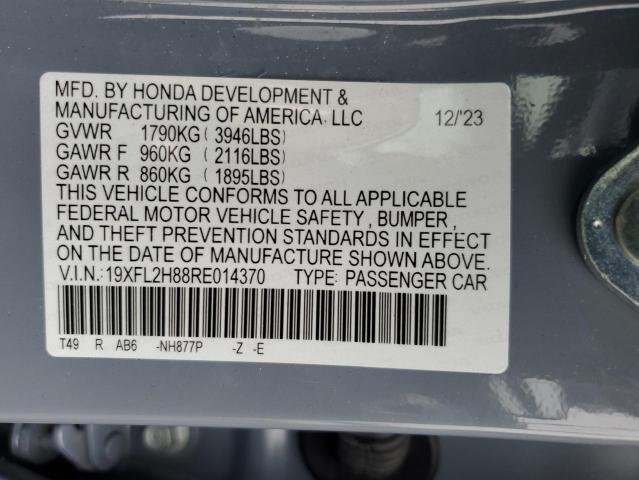 MFD. BY HONDA DEVELOPMENT &
MANUFACTURING OF AMERICA, LLC 12/'23
GVWR 1790KG ( 3946LBS)
GAWR F 960KG ( 2116LBS)
GAWR R 860KG ( 1895LBS)
THIS VEHICLE CONFORMS TO ALL APPLICABLE
FEDERAL MOTOR VEHICLE SAFETY , BUMPER ,
AND THEFT PREVENTION STANDARDS IN EFFECT
ON THE DATE OF MANUFACTURE SHOWN ABOVE.
V.I.N.: 19XFL2H88RE014370 TYPE: PASSENGER CAR
T49 R AB6 -NH877P -Z -E